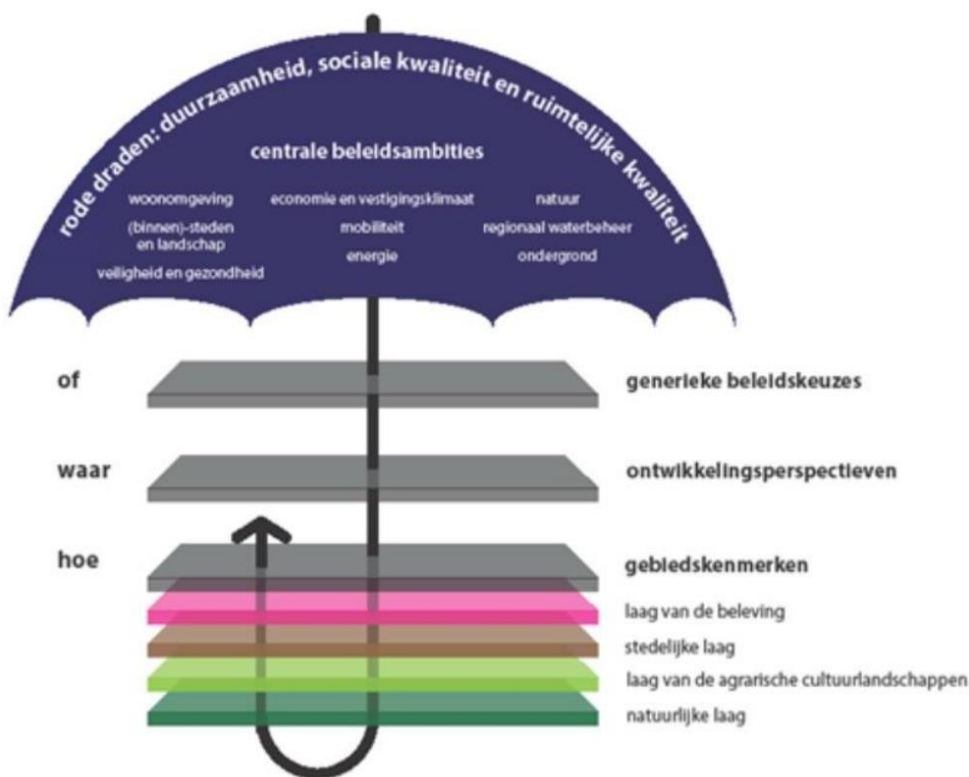 rode draden: duurzaamheid, sociale kwaliteit en ruimtelijke kwaliteit
centrale beleidsambities
woonomgeving
(binnen)-steden
en landschap
veiligheid en gezondheid
economie en vestigingsklimaat
mobiliteit
energie
natuur
regionaal waterbeheer
ondergrond
of
generieke beleidskeuzes
waar
ontwikkelingsperspectieven
hoe
gebiedskenmerken
laag van de beleving
stedelijke laag
laag van de agrarische cultuurlandschappen
natuurlijke laag